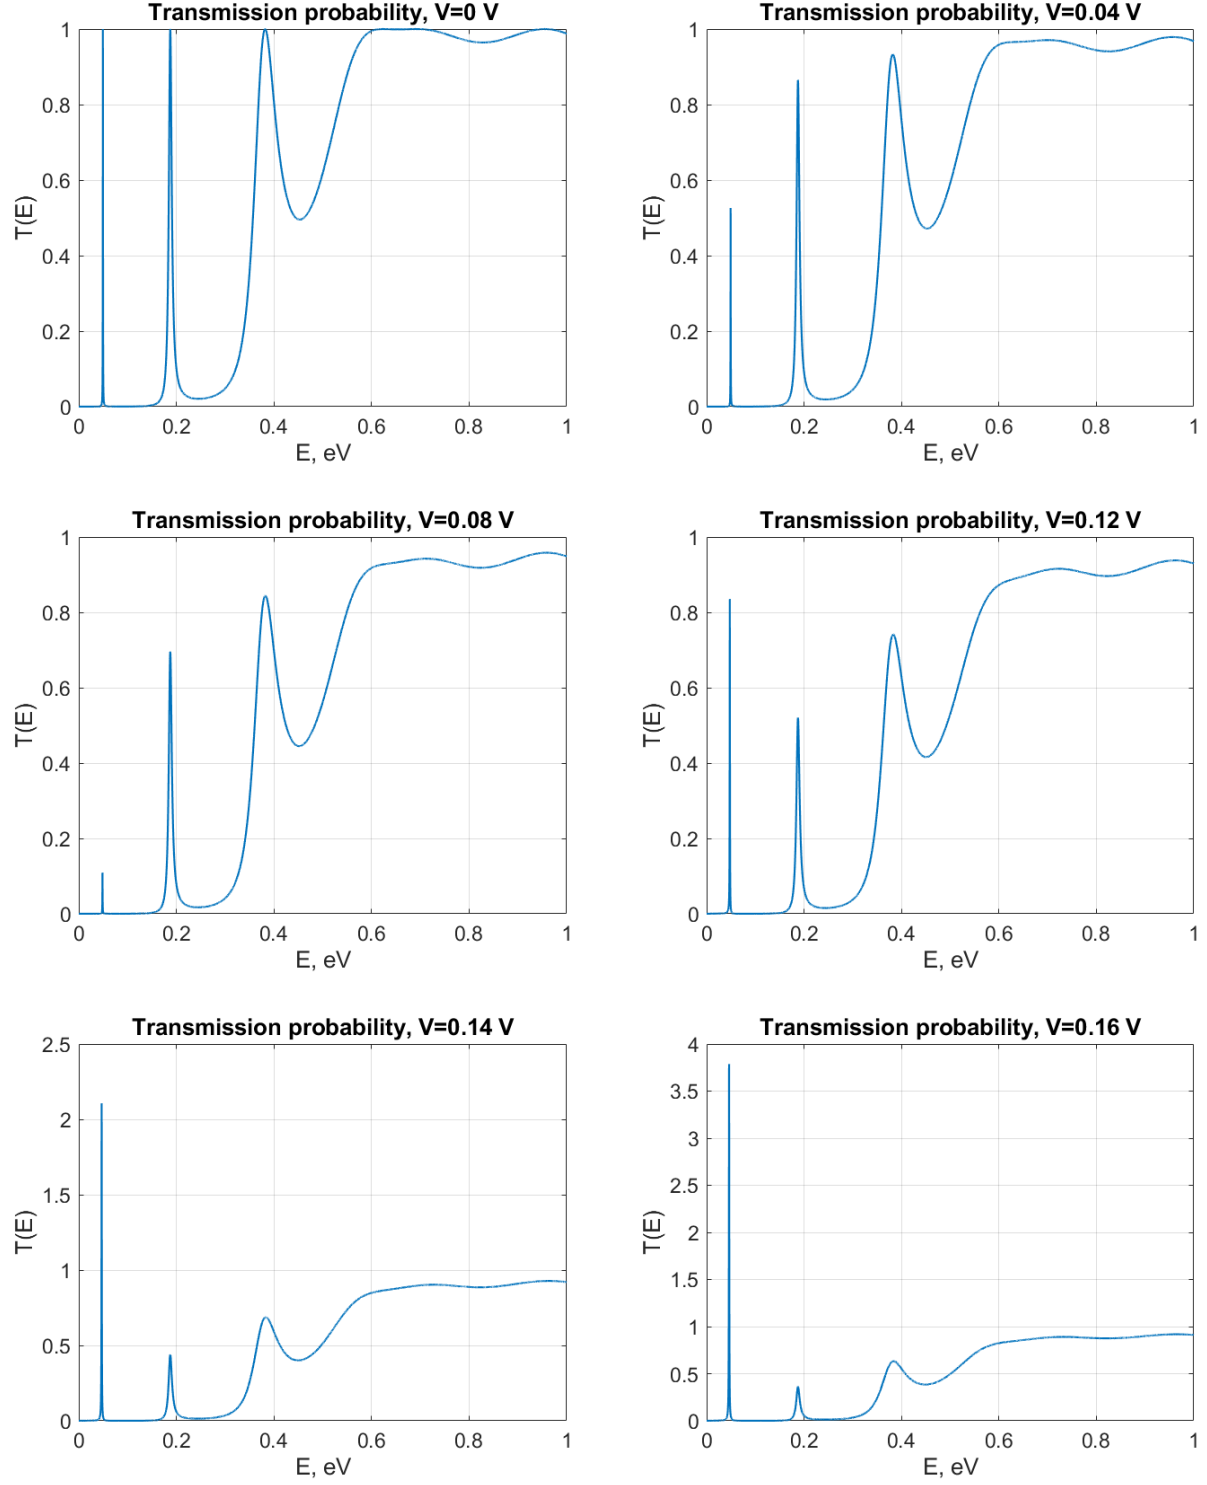 Transmission probability, V=0 V
1
0.8
0.6
0.4
0.2
0
T(E)
0 0.2 0.4 0.6 0.8 1
E, eV
Transmission probability, V=0.04 V
1
0.8
0.6
0.4
0.2
0
T(E)
0 0.2 0.4 0.6 0.8 1
E, eV
Transmission probability, V=0.08 V
1
0.8
0.6
0.4
0.2
0
T(E)
0 0.2 0.4 0.6 0.8 1
E, eV
Transmission probability, V=0.12 V
1
0.8
0.6
0.4
0.2
0
T(E)
0 0.2 0.4 0.6 0.8 1
E, eV
Transmission probability, V=0.14 V
2.5
2
1.5
1
0.5
0
T(E)
0 0.2 0.4 0.6 0.8 1
E, eV
Transmission probability, V=0.16 V
4
3.5
3
2.5
2
1.5
1
0.5
0
T(E)
0 0.2 0.4 0.6 0.8 1
E, eV